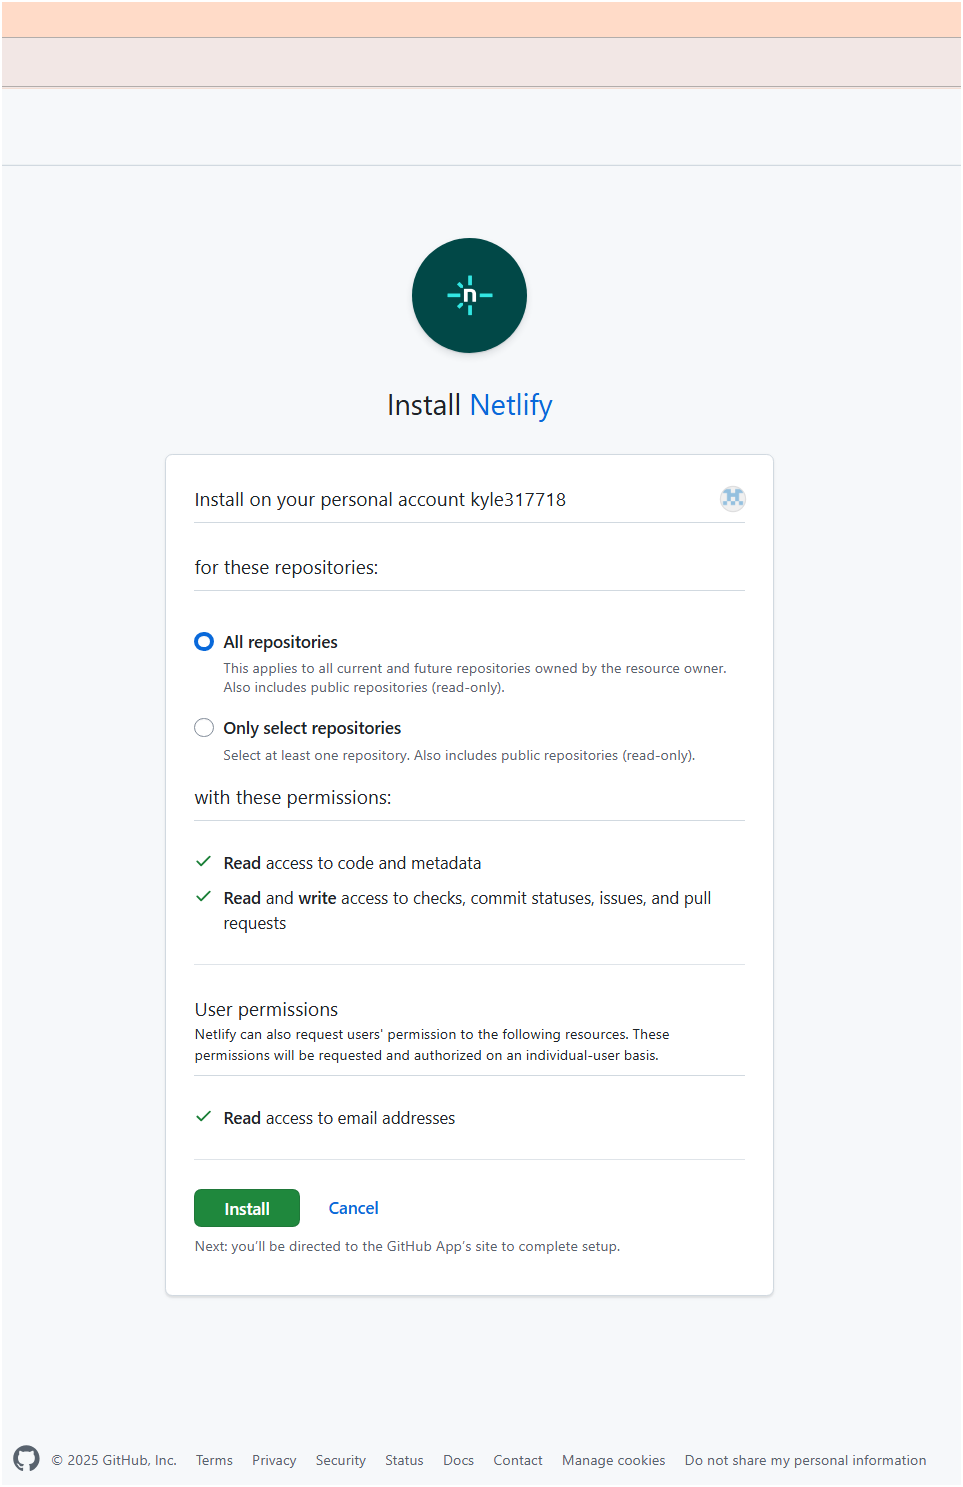 n
Install Netlify
Install on your personal account kyle317718
for these repositories:
All repositories
This applies to all current and future repositories owned by the resource owner.
Also includes public repositories (read-only).
Only select repositories
Select at least one repository. Also includes public repositories (read-only).
with these permissions:
Read access to code and metadata
Read and write access to checks, commit statuses, issues, and pull
requests
User permissions
Netlify can also request users' permission to the following resources. These
permissions will be requested and authorized on an individual-user basis.
Read access to email addresses
Install Cancel
Next: you’ll be directed to the GitHub App’s site to complete setup.
© 2025 GitHub, Inc. Terms Privacy Security Status Docs Contact Manage cookies Do not share my personal information